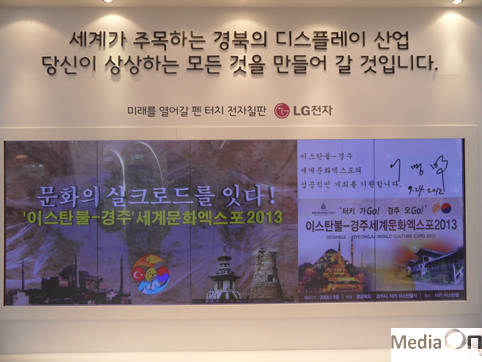 세계가 주목하는 경북의 디스플레이 산업
당신이 상상하는 모든 것을 만들어 갈 것입니다.
미래를 열어갈 펜 터치 전자칠판 LG전자
문화의 실크로드를 잇다!
'이스탄불-경주'세계문화엑스포2013
이스탄불-경주
세계문화엑스포의
성공적인 개최를 기원합니다.
'터키 가Go! 경주 오Go!'
이스탄불-경주세계문화엑스포2013
ISTANBUL - GYEONGJU WORLD CULTURE EXPO 2013
Media On